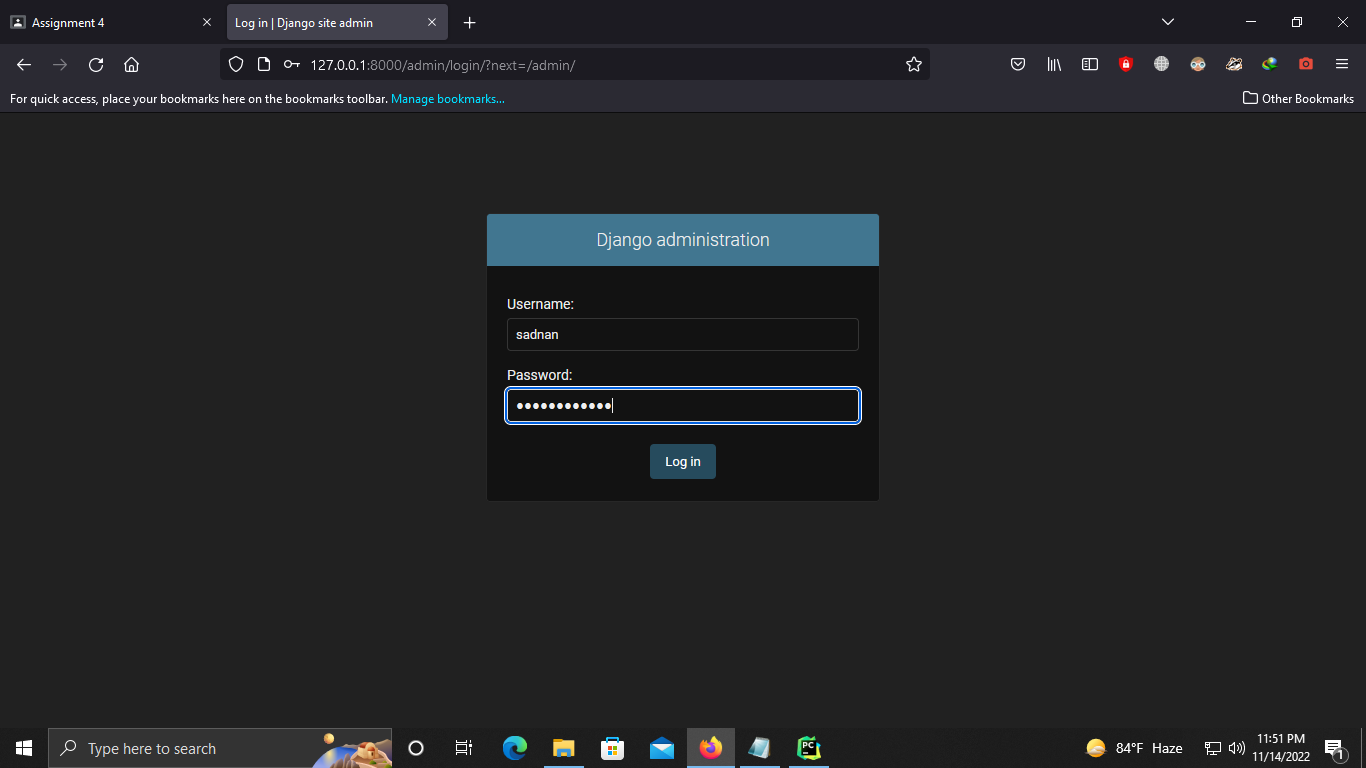 Assignment 4
Log in | Django site admin
127.0.0.1:8000/admin/login/?next=/admin/
For quick access, place your bookmarks here on the bookmarks toolbar. Manage bookmarks...
Other Bookmarks
Django administration
Username:
sadnan
Password:
••••••••••••
Log in
Type here to search
PC
84°F Haze
11:51 PM
11/14/2022
1